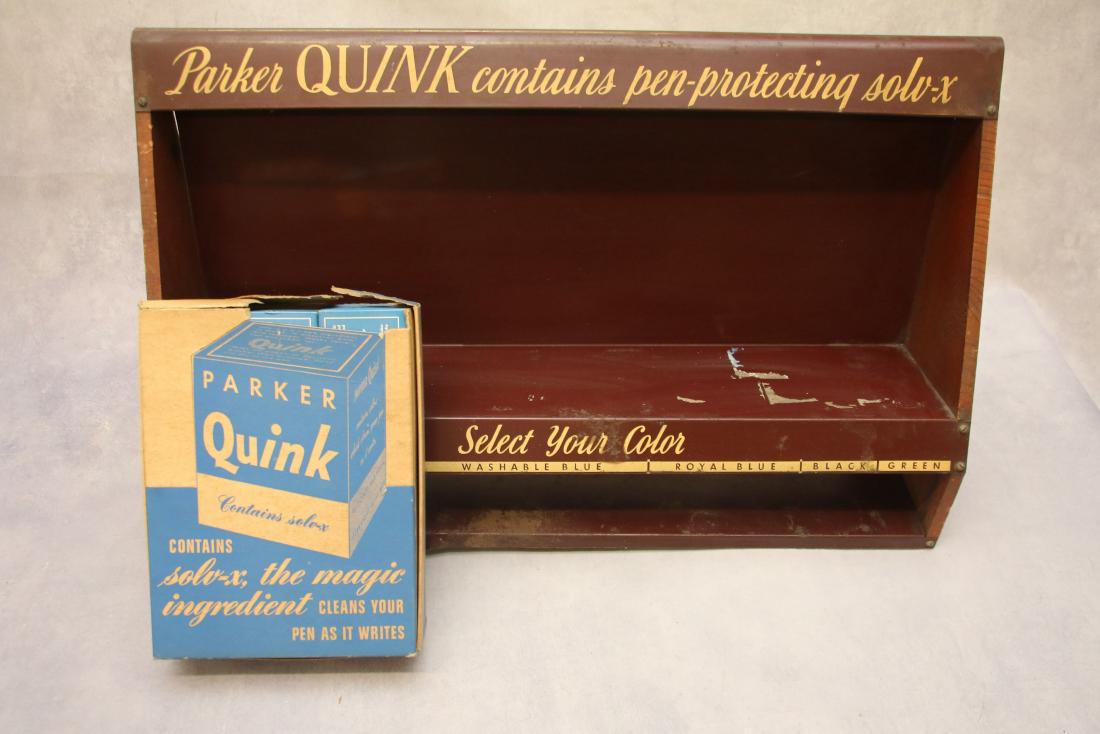 Parker QUINK contains pen-protecting solv-x
Select Your Color
WASHABLE BLUE | ROYAL BLUE | BLACK | GREEN
Quink
PARKER
Quink
Contains solv-x
CONTAINS
solv-x, the magic
ingredient CLEANS YOUR
PEN AS IT WRITES